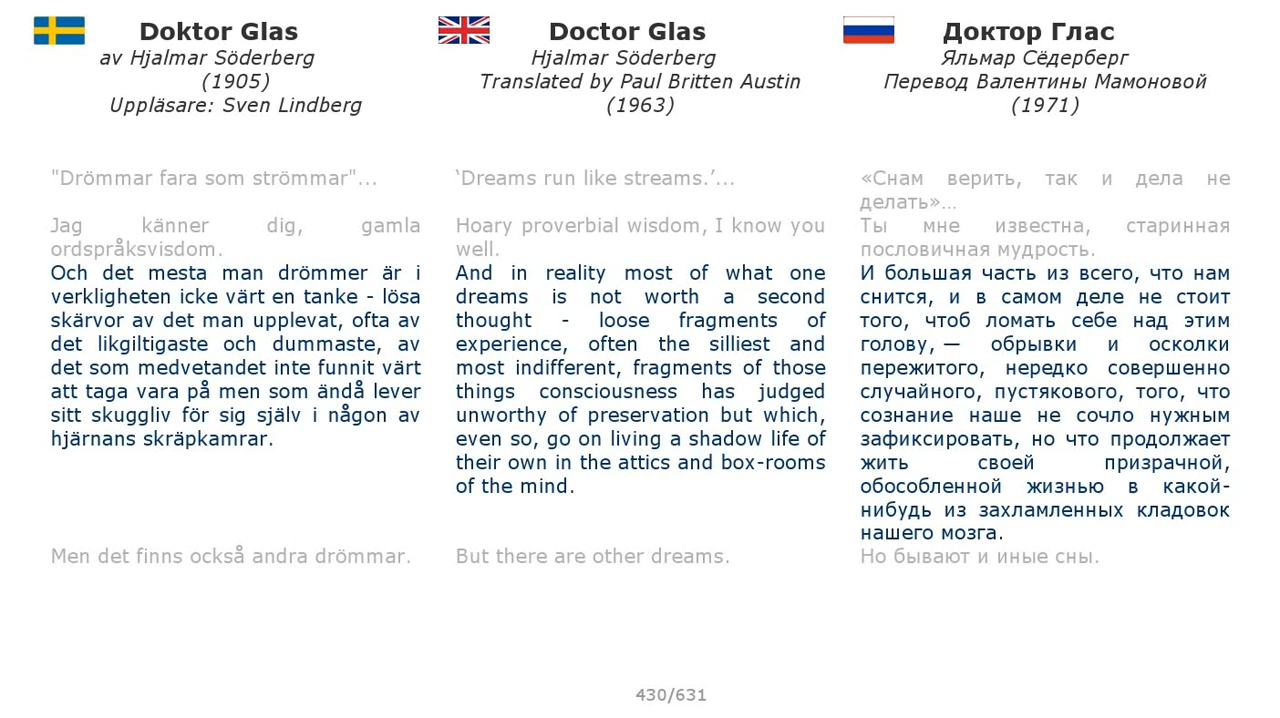 Doktor Glas
av Hjalmar Söderberg
(1905)
Uppläsare: Sven Lindberg
"Drömmar fara som strömmar"...
Jag känner dig, gamla
ordspråksvisdom.
Och det mesta man drömmer är i
verkligheten icke värt en tanke - lösa
skärvor av det man upplevat, ofta av
det likgiltigaste och dummaste, av
det som medvetandet inte funnit värt
att taga vara på men som ändå lever
sitt skuggliv för sig själv i någon av
hjärnans skräpkamrar.
Men det finns också andra drömmar.
Doctor Glas
Hjalmar Söderberg
Translated by Paul Britten Austin
(1963)
‘Dreams run like streams.’...
Hoary proverbial wisdom, I know you
well.
And in reality most of what one
dreams is not worth a second
thought - loose fragments of
experience, often the silliest and
most indifferent, fragments of those
things consciousness has judged
unworthy of preservation but which,
even so, go on living a shadow life of
their own in the attics and box-rooms
of the mind.
But there are other dreams.
Доктор Глас
Яльмар Сёдерберг
Перевод Валентины Мамоновой
(1971)
«Снам верить, так и дела не
делать»…
Ты мне известна, старинная
пословичная мудрость.
И большая часть из всего, что нам
снится, и в самом деле не стоит
того, чтоб ломать себе над этим
голову, — обрывки и осколки
пережитого, нередко совершенно
случайного, пустякового, того, что
сознание наше не сочло нужным
зафиксировать, но что продолжает
жить своей призрачной,
обособленной жизнью в какой-
нибудь из захламленных кладовок
нашего мозга.
Но бывают и иные сны.
430/631